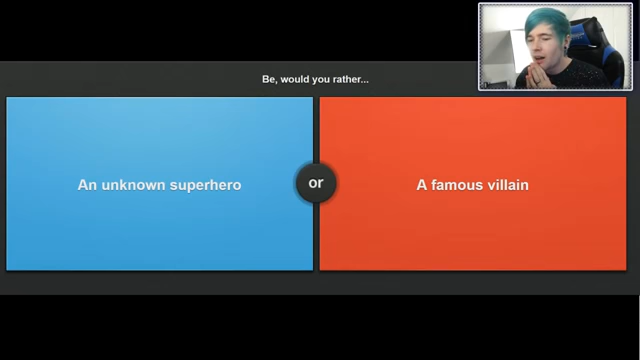 Be, would you rather...
An unknown superhero
or
A famous villain